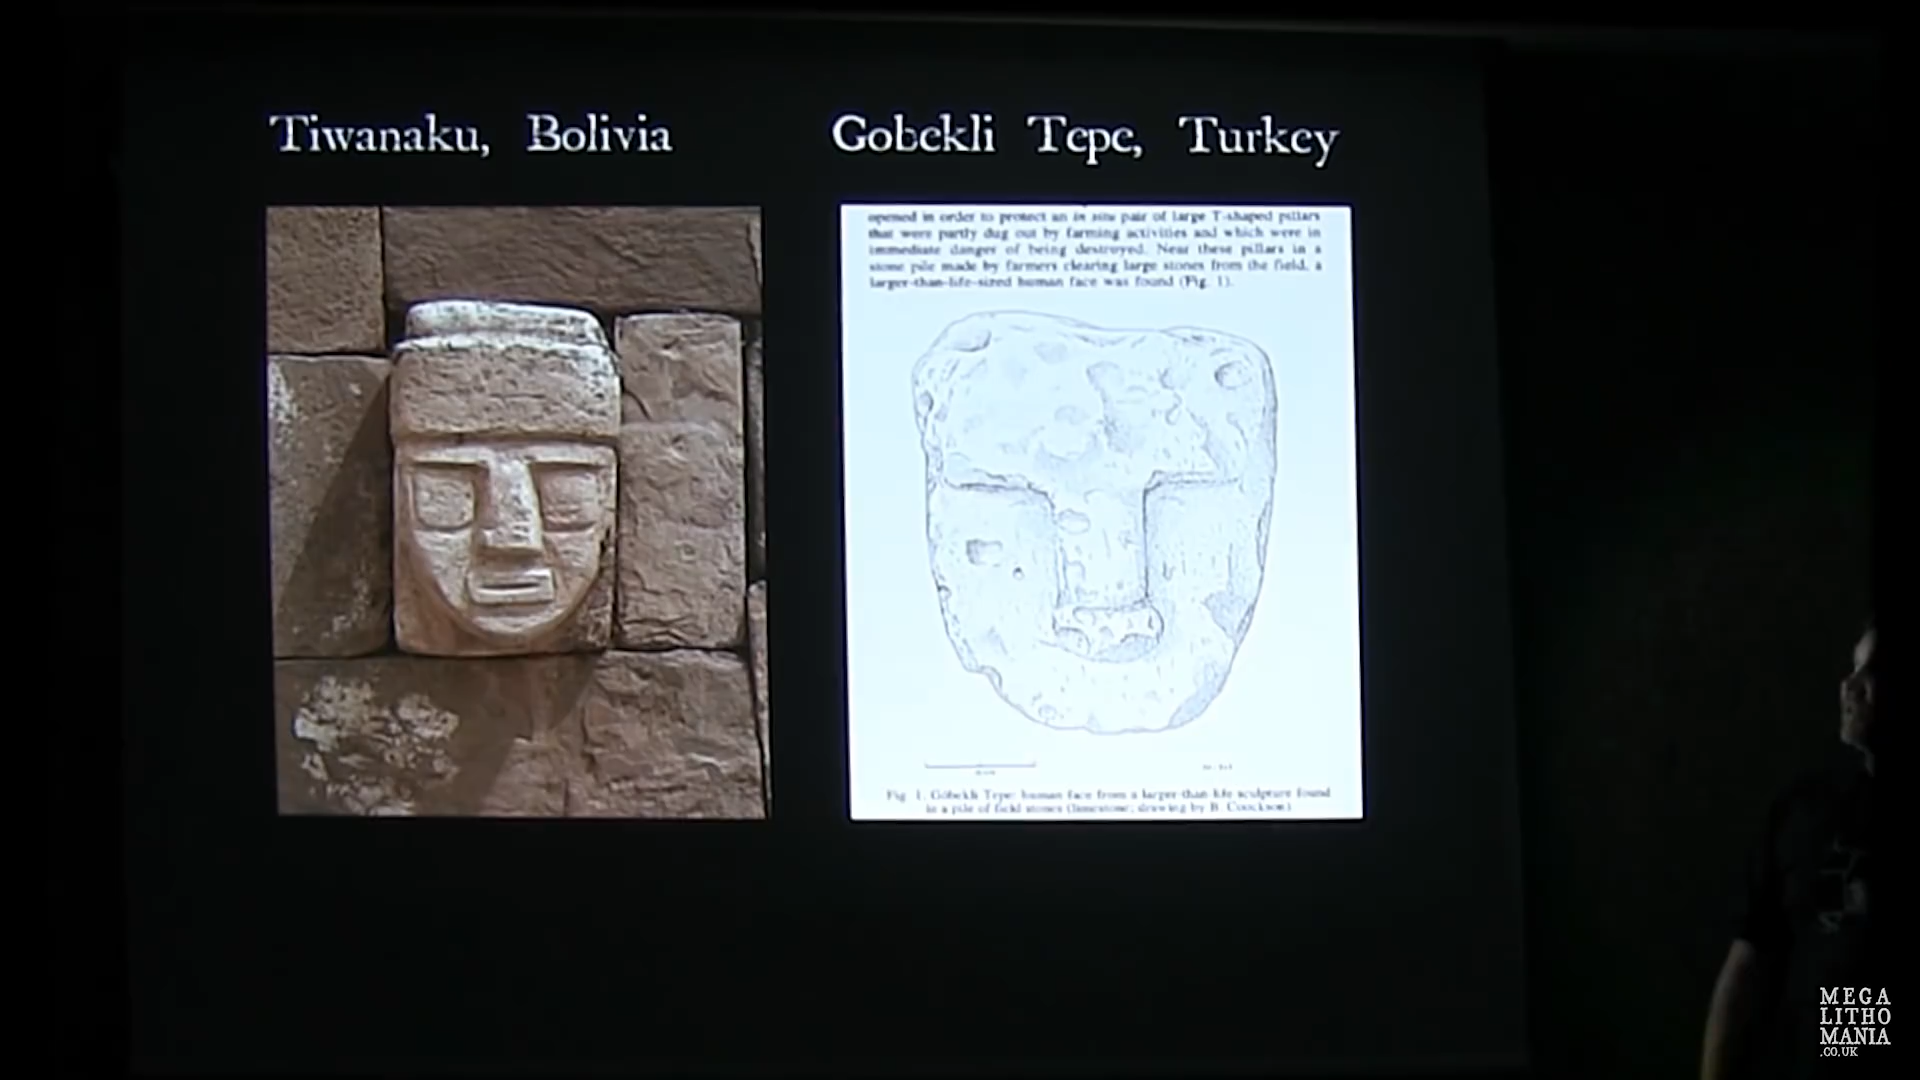 Tiwanaku, Bolivia
Gobekli Tepe, Turkey
opened in order to protect an in situ pair of large T-shaped pillars
that were partly dug out by farming activities and which were in
immediate danger of being destroyed. Near these pillars in a
stone pile made by farmers clearing large stones from the field, a
larger-than-life-sized human face was found (Fig. 1).
Fig. 1. Göbekli Tepe: human face from a larger-than-life sculpture found
in a pile of field stones (limestone; drawing by B.
MEGA
LITHO
MANIA
.CO.UK